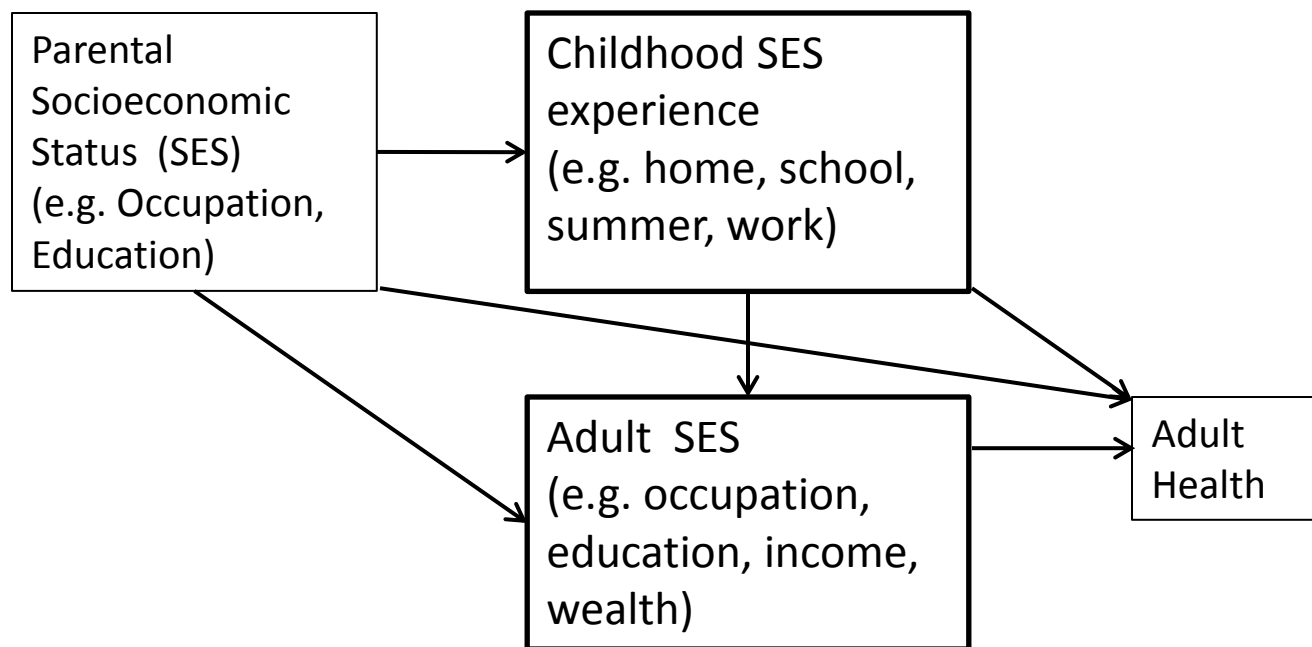 Parental
Socioeconomic
Status  (SES)
(e.g. Occupation,
Education)
Childhood SES
experience
(e.g. home, school,
summer, work)
Adult  SES
(e.g. occupation,
education, income,
wealth)
Adult
Health